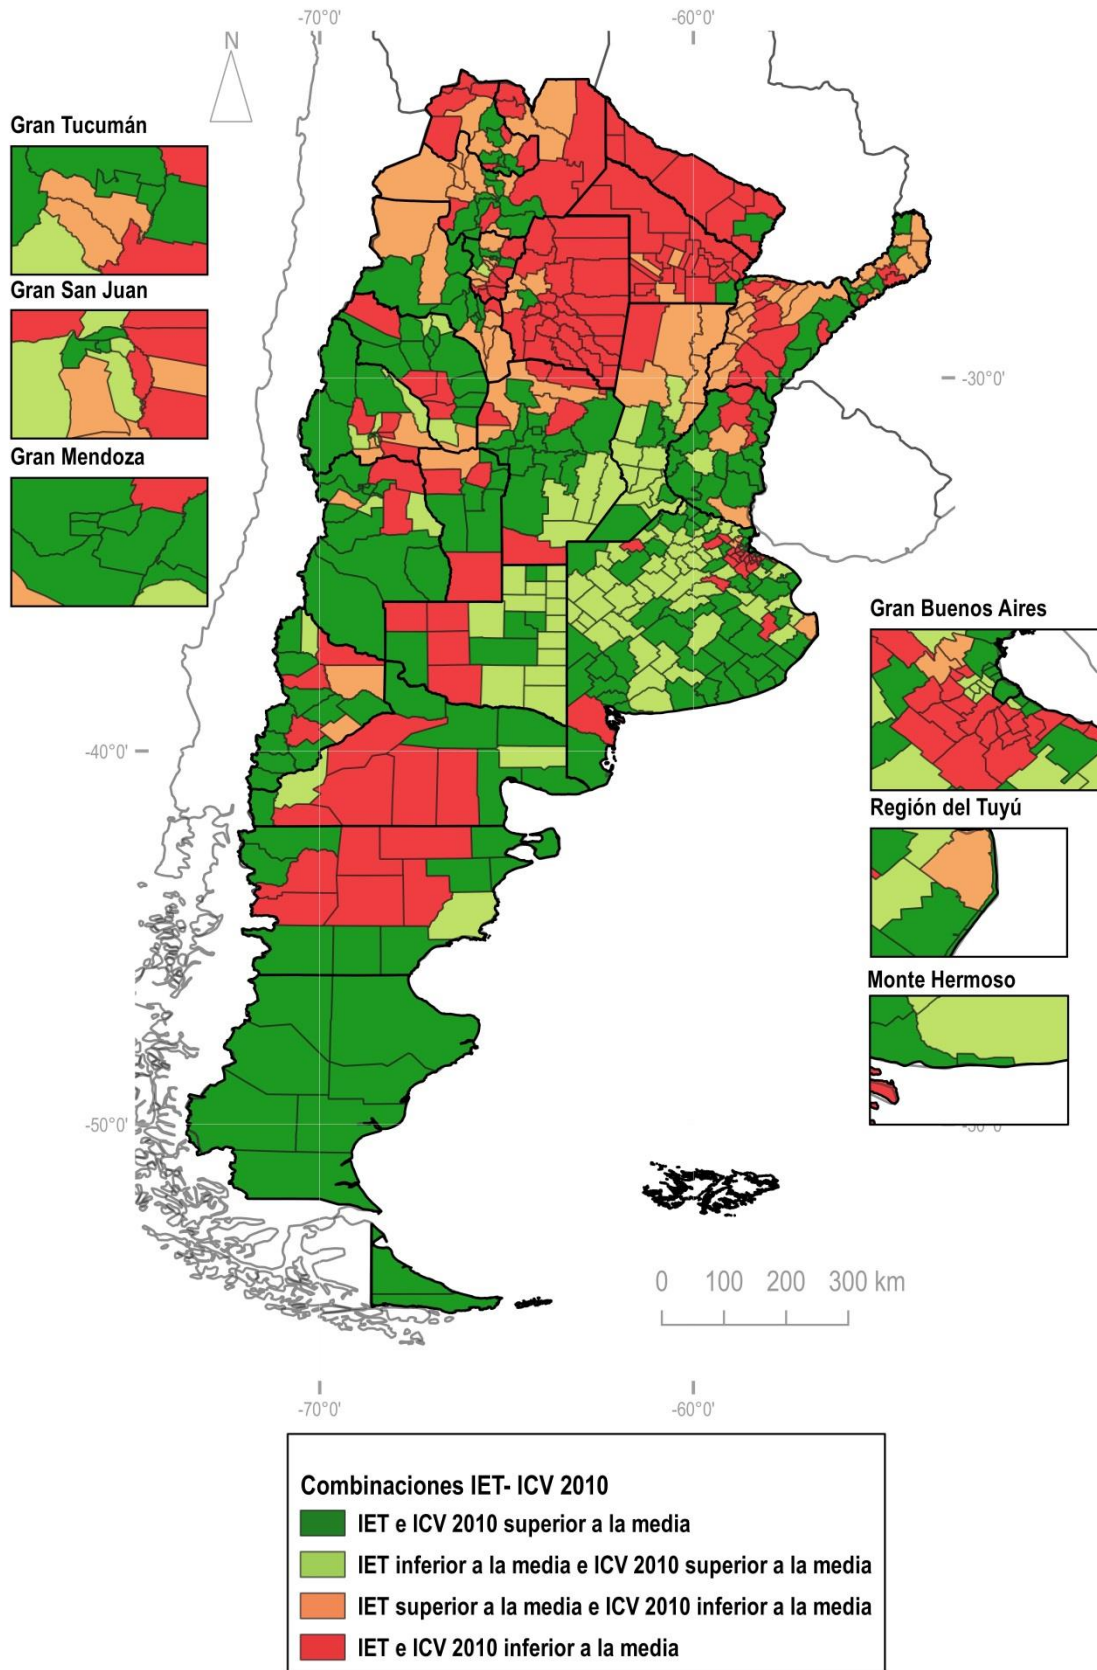 -70°0'
-60°0'
N
Gran Tucumán
Gran San Juan
-30°0'
Gran Mendoza
Gran Buenos Aires
-40°0'
Región del Tuyú
Monte Hermoso
-50°0'
0 100 200 300 km
-70°0'
-60°0'
Combinaciones IET- ICV 2010
IET e ICV 2010 superior a la media
IET inferior a la media e ICV 2010 superior a la media
IET superior a la media e ICV 2010 inferior a la media
IET e ICV 2010 inferior a la media